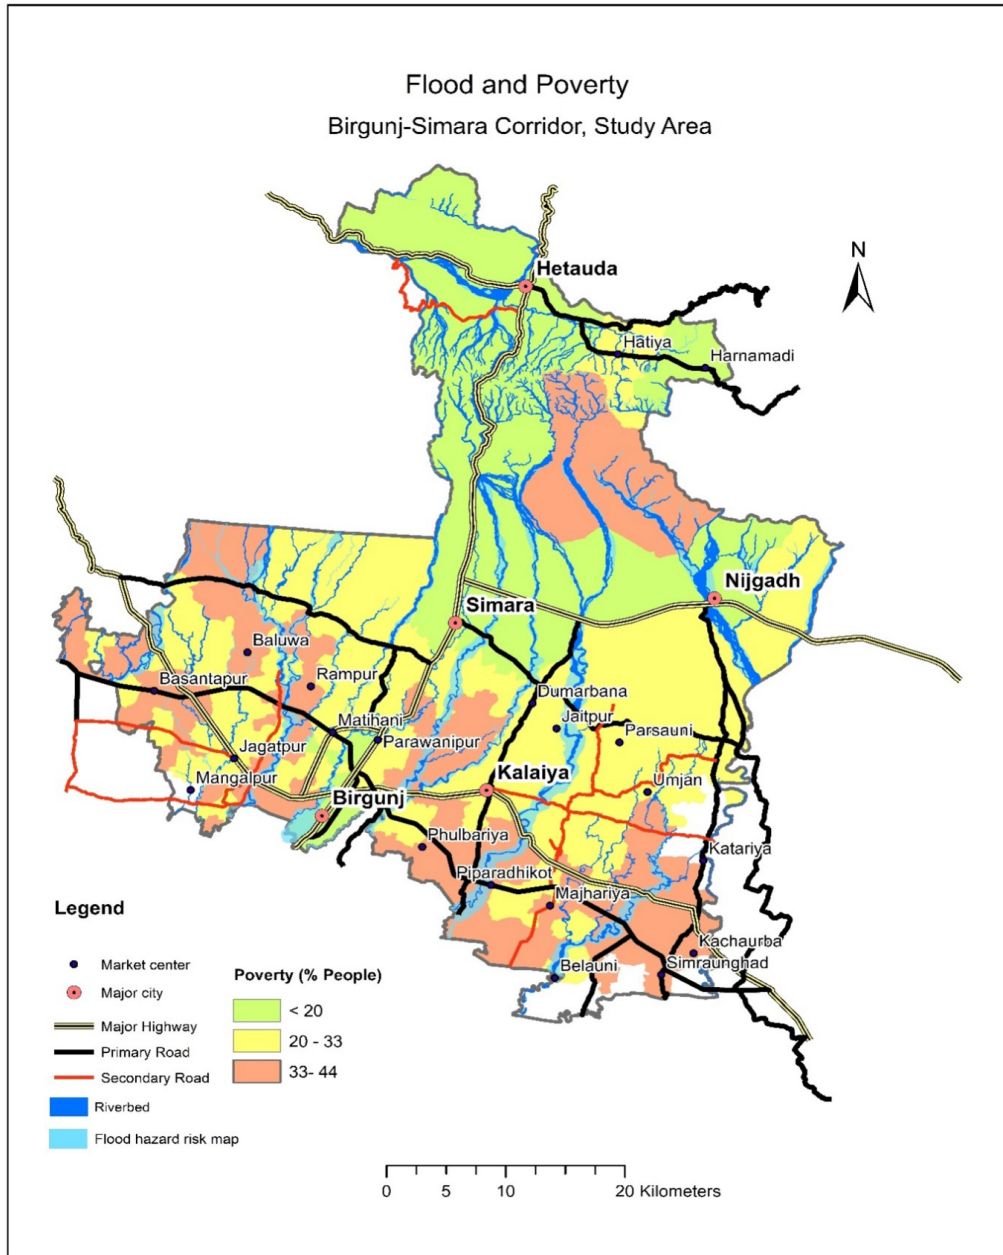 Flood and Poverty
Birgunj-Simara Corridor, Study Area
N
Hetauda
Hatiya
Harnamadi
Nijgadh
Simara
Baluwa
Basantapur
Rampur
Dumarbana
Matihani
Jaitpur
Parawanipur
Parsauni
Jagatpur
Mangalpur
Kalaiya
Umjan
Birgunj
Phulbariya
Katariya
Piparadhikot
Majhariya
Kachaurba
Belauni
Simraunghad
Legend
Market center
Major city
Major Highway
Primary Road
Secondary Road
Riverbed
Flood hazard risk map
Poverty (% People)
< 20
20 - 33
33- 44
0 5 10 20 Kilometers